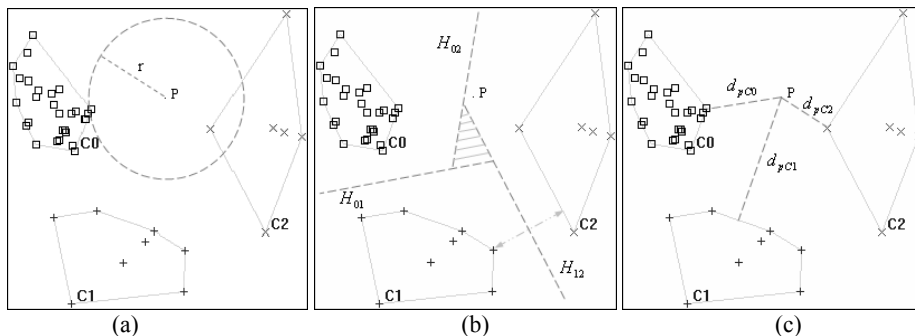 r
P
C0
C2
C1
(a)
H02
. P
C0
H01
C2
H12
C1
(b)
dpC0
P
dpC2
C0
dpC1
C2
C1
(c)